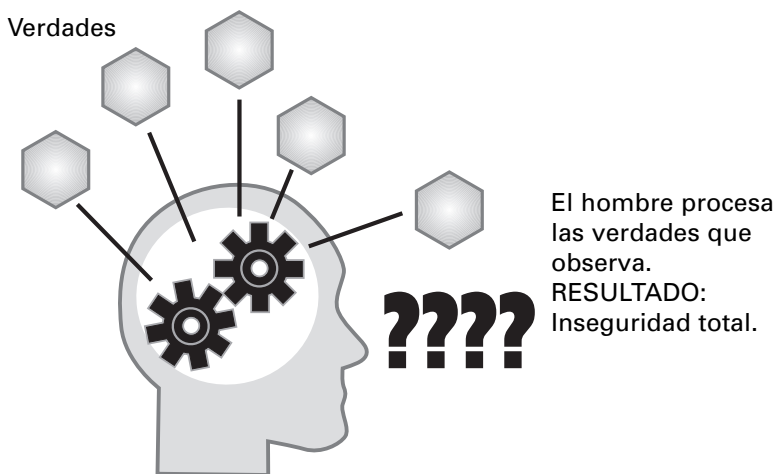 Verdades
????
El hombre procesa
las verdades que
observa.
RESULTADO:
Inseguridad total.